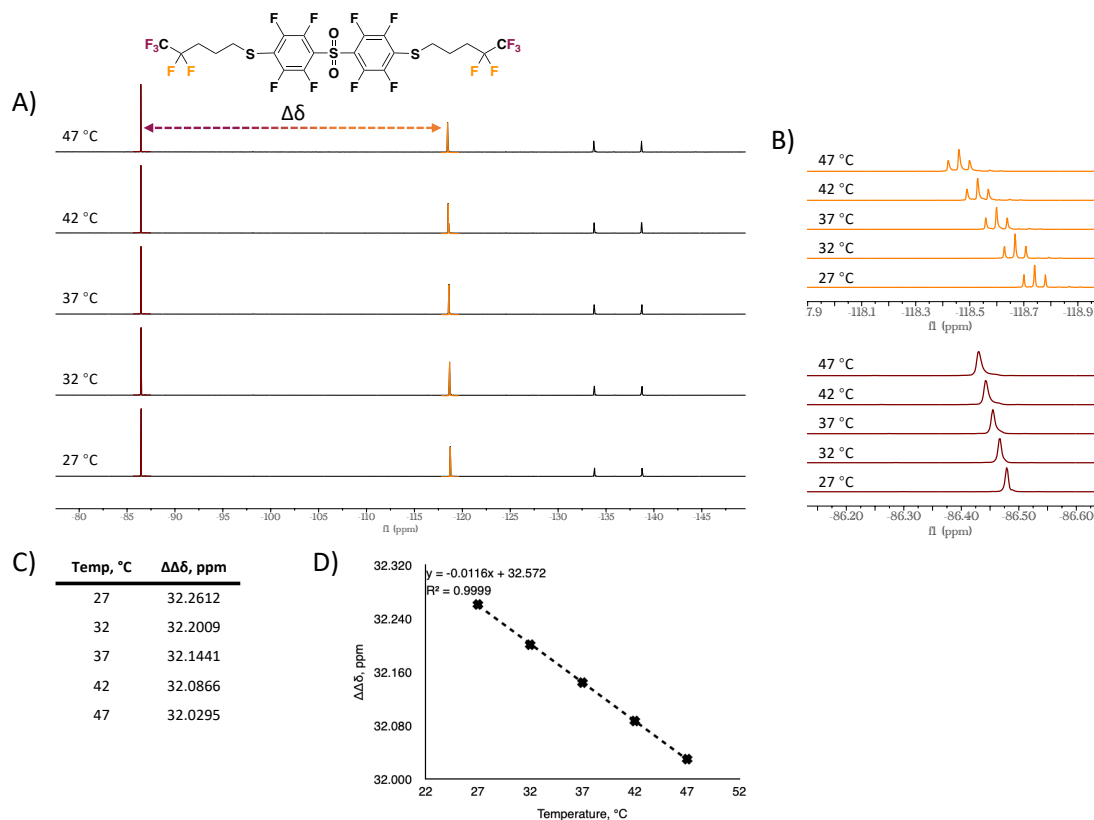 F F F F
F₃C O CF₃
S S S
F F O F F
F F F F
A)
Δδ
47 °C
42 °C
37 °C
32 °C
27 °C
-80 -85 -90 -95 -100 -105 -110 -115 -120 -125 -130 -135 -140 -145
f1 (ppm)
B)
47 °C
42 °C
37 °C
32 °C
27 °C
7.9 -118.1 -118.3 -118.5 -118.7 -118.9
f1 (ppm)
47 °C
42 °C
37 °C
32 °C
27 °C
-86.20 -86.30 -86.40 -86.50 -86.60
f1 (ppm)
C)
Temp, °C ΔΔδ, ppm
27 32.2612
32 32.2009
37 32.1441
42 32.0866
47 32.0295
D)
y = -0.0116x + 32.572
R² = 0.9999
32.320
32.240
32.160
32.080
32.000
ΔΔδ, ppm
22 27 32 37 42 47 52
Temperature, °C